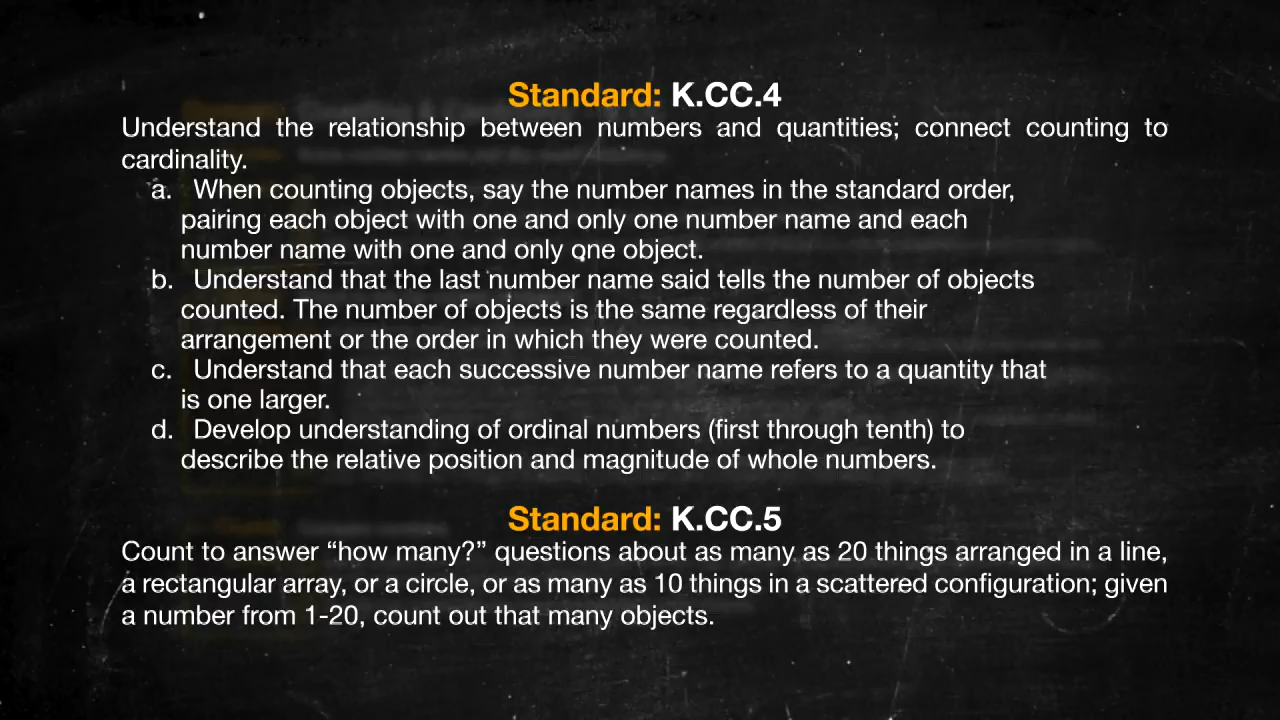 Standard: K.CC.4
Understand the relationship between numbers and quantities; connect counting to
cardinality.
a. When counting objects, say the number names in the standard order,
pairing each object with one and only one number name and each
number name with one and only one object.
b. Understand that the last number name said tells the number of objects
counted. The number of objects is the same regardless of their
arrangement or the order in which they were counted.
c. Understand that each successive number name refers to a quantity that
is one larger.
d. Develop understanding of ordinal numbers (first through tenth) to
describe the relative position and magnitude of whole numbers.
Standard: K.CC.5
Count to answer “how many?” questions about as many as 20 things arranged in a line,
a rectangular array, or a circle, or as many as 10 things in a scattered configuration; given
a number from 1-20, count out that many objects.